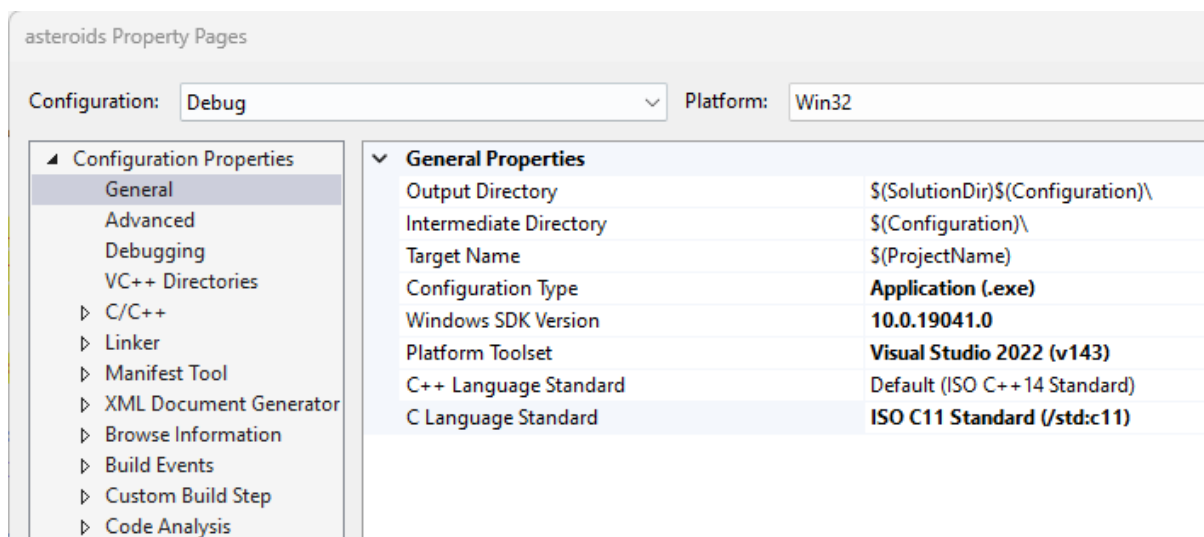 asteroids Property Pages
Configuration: Debug Platform: Win32
Configuration Properties
General
Advanced
Debugging
VC++ Directories
C/C++
Linker
Manifest Tool
XML Document Generator
Browse Information
Build Events
Custom Build Step
Code Analysis
General Properties
Output Directory $(SolutionDir)$(Configuration)\
Intermediate Directory $(Configuration)\
Target Name $(ProjectName)
Configuration Type Application (.exe)
Windows SDK Version 10.0.19041.0
Platform Toolset Visual Studio 2022 (v143)
C++ Language Standard Default (ISO C++14 Standard)
C Language Standard ISO C11 Standard (/std:c11)